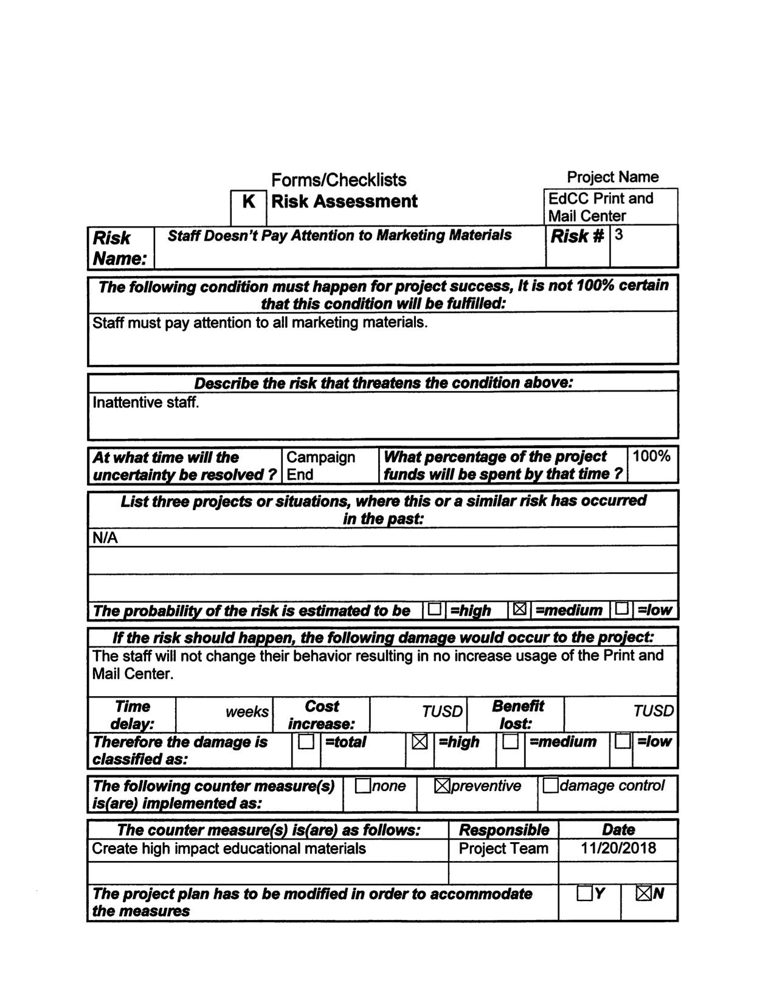 Forms/Checklists
Project Name
K Risk Assessment
EdCC Print and
Mail Center
Risk
Name:
Staff Doesn't Pay Attention to Marketing Materials
Risk # 3
The following condition must happen for project success, It is not 100% certain
that this condition will be fulfilled:
Staff must pay attention to all marketing materials.
Describe the risk that threatens the condition above:
Inattentive staff.
At what time will the
uncertainty be resolved ?
Campaign
End
What percentage of the project
funds will be spent by that time ?
100%
List three projects or situations, where this or a similar risk has occurred
in the past:
N/A
The probability of the risk is estimated to be ☐ =high ☒ =medium ☐ =low
If the risk should happen, the following damage would occur to the project:
The staff will not change their behavior resulting in no increase usage of the Print and
Mail Center.
Time
delay:
weeks
Cost
increase:
TUSD
Benefit
lost:
TUSD
Therefore the damage is
classified as:
☐ =total ☒ =high ☐ =medium ☐ =low
The following counter measure(s)
is(are) implemented as:
☐none ☒preventive ☐damage control
The counter measure(s) is(are) as follows: Responsible Date
Create high impact educational materials Project Team 11/20/2018
The project plan has to be modified in order to accommodate
the measures
☐Y ☒N